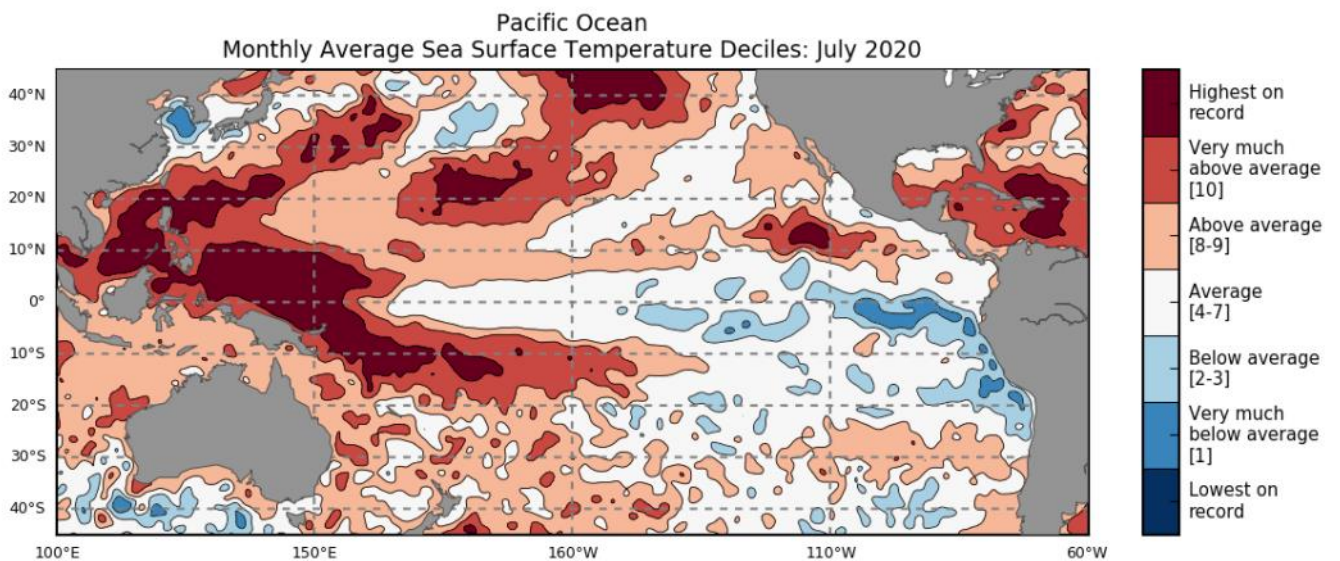 Pacific Ocean
Monthly Average Sea Surface Temperature Deciles: July 2020
40°N
30°N
20°N
10°N
0°
10°S
20°S
30°S
40°S
100°E
150°E
160°W
110°W
60°W
Highest on
record
Very much
above average
[10]
Above average
[8-9]
Average
[4-7]
Below average
[2-3]
Very much
below average
[1]
Lowest on
record